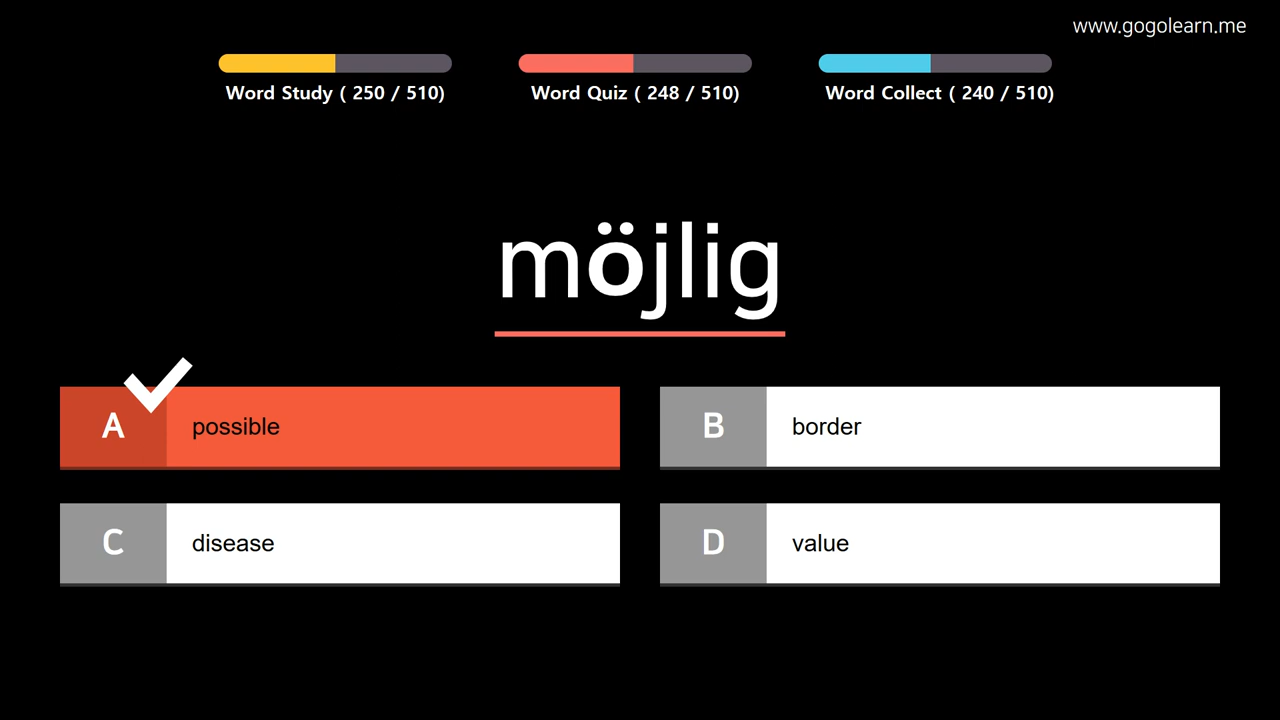 www.gogolearn.me
Word Study ( 250 / 510)
Word Quiz ( 248 / 510)
Word Collect ( 240 / 510)
möjlig
A possible
B border
C disease
D value